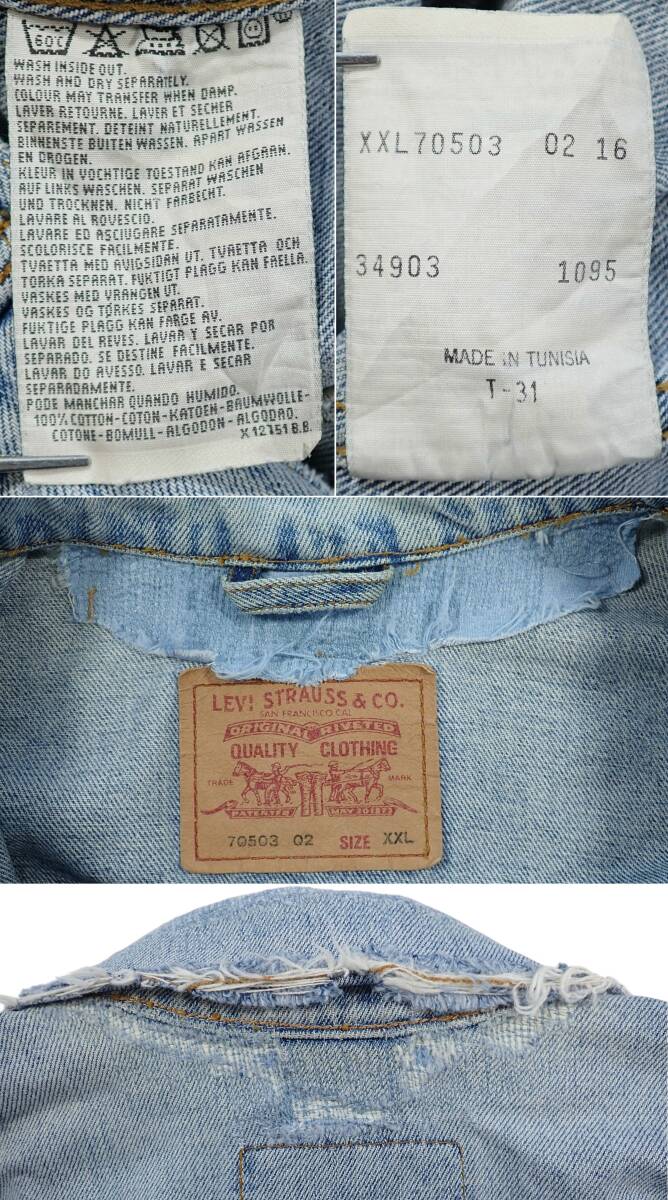 60C
WASH INSIDE OUT.
WASH AND DRY SEPARATELY.
COLOUR MAY TRANSFER WHEN DAMP.
LAVER RETOURNE. LAVER ET SECHER
SEPAREMENT. DETEINT NATURELLEMENT.
BINNENSTE BUITEN WASSEN. APART WASSEN
EN DROGEN.
KLEUR IN VOCHTIGE TOESTAND KAN AFGAAN.
AUF LINKS WASCHEN. SEPARAT WASCHEN
UND TROCKNEN. NICHT FARBECHT.
LAVARE AL ROVESCIO.
LAVARE ED ASCIUGARE SEPARATAMENTE.
SCOLORISCE FACILMENTE.
TVAETTA MED AVIGSIDAN UT. TVAETTA OCH
TORKA SEPARAT. FUKTIGT PLAGG KAN FAELLA.
VASKES MED VRANGEN UT.
VASKES OG TØRKES SEPARAT.
FUKTIGE PLAGG KAN FARGE AV.
LAVAR DEL REVES. LAVAR Y SECAR POR
SEPARADO. SE DESTINE FACILMENTE.
LAVAR DO AVESSO. LAVAR E SECAR
SEPARADAMENTE.
PODE MANCHAR QUANDO HUMIDO.
100% COTTON-COTON-KATOEN-BAUMWOLLE-
COTONE-BOMULL-ALGODON-ALGODAO.
X12151 B.B.
XXL70503 02 16
34903 1095
MADE IN TUNISIA
T-31
LEVI STRAUSS & CO.
SAN FRANCISCO CAL
ORIGINAL RIVETED
QUALITY CLOTHING
TRADE MARK
PATENTED MAY 20 1873
70503 02 SIZE XXL